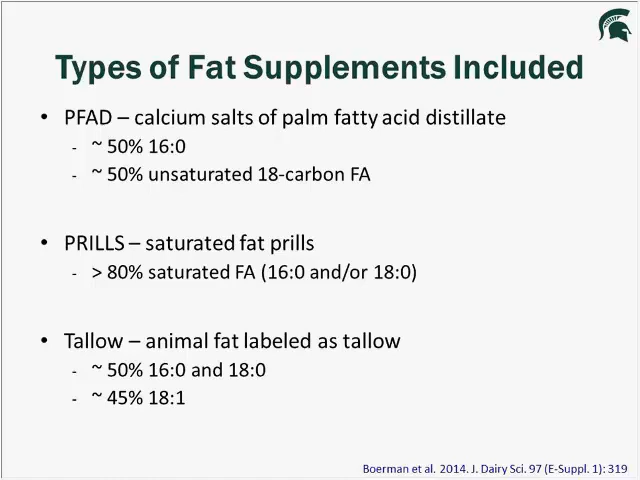 Types of Fat Supplements Included
• PFAD – calcium salts of palm fatty acid distillate
- ~ 50% 16:0
- ~ 50% unsaturated 18-carbon FA
• PRILLS – saturated fat prills
- > 80% saturated FA (16:0 and/or 18:0)
• Tallow – animal fat labeled as tallow
- ~ 50% 16:0 and 18:0
- ~ 45% 18:1
Boerman et al. 2014. J. Dairy Sci. 97 (E-Suppl. 1): 319